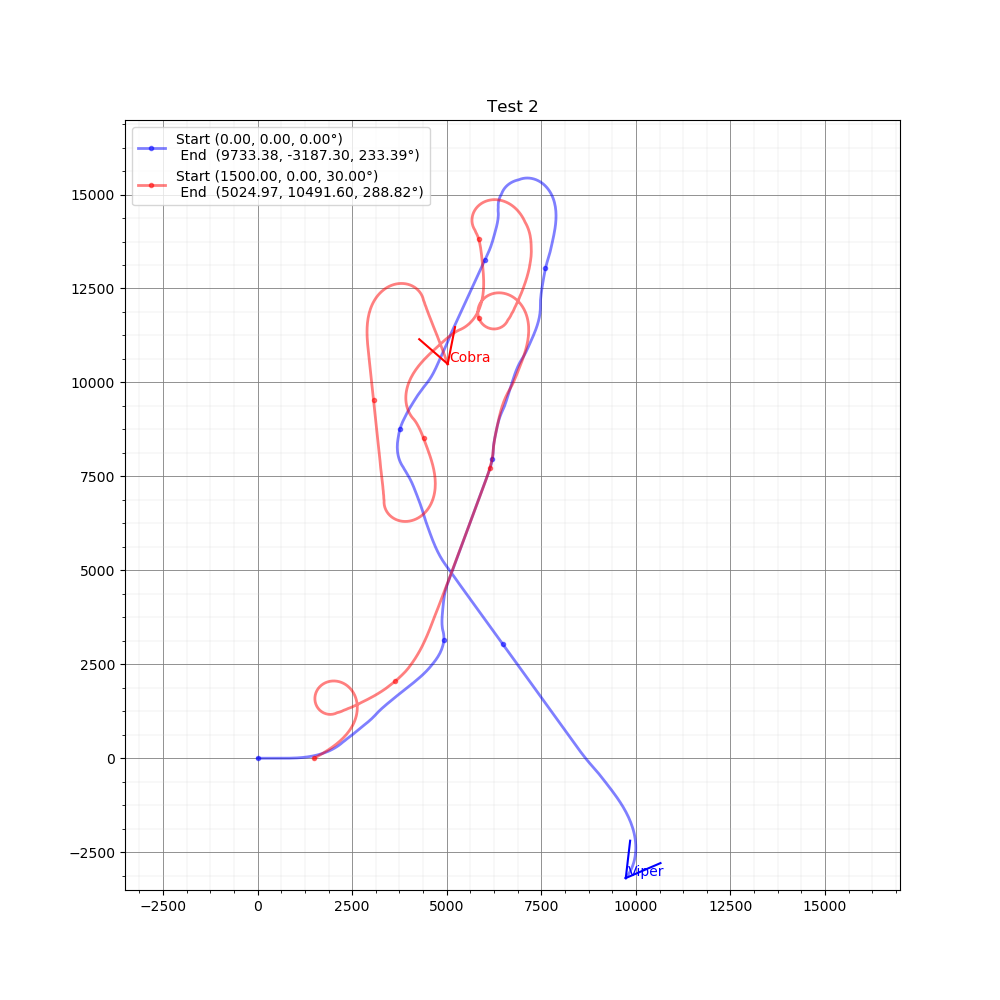 Test 2
Start (0.00, 0.00, 0.00°)
End  (9733.38, -3187.30, 233.39°)
Start (1500.00, 0.00, 30.00°)
End  (5024.97, 10491.60, 288.82°)
15000
12500
10000
7500
5000
2500
0
−2500
Cobra
Viper
−2500 0 2500 5000 7500 10000 12500 15000